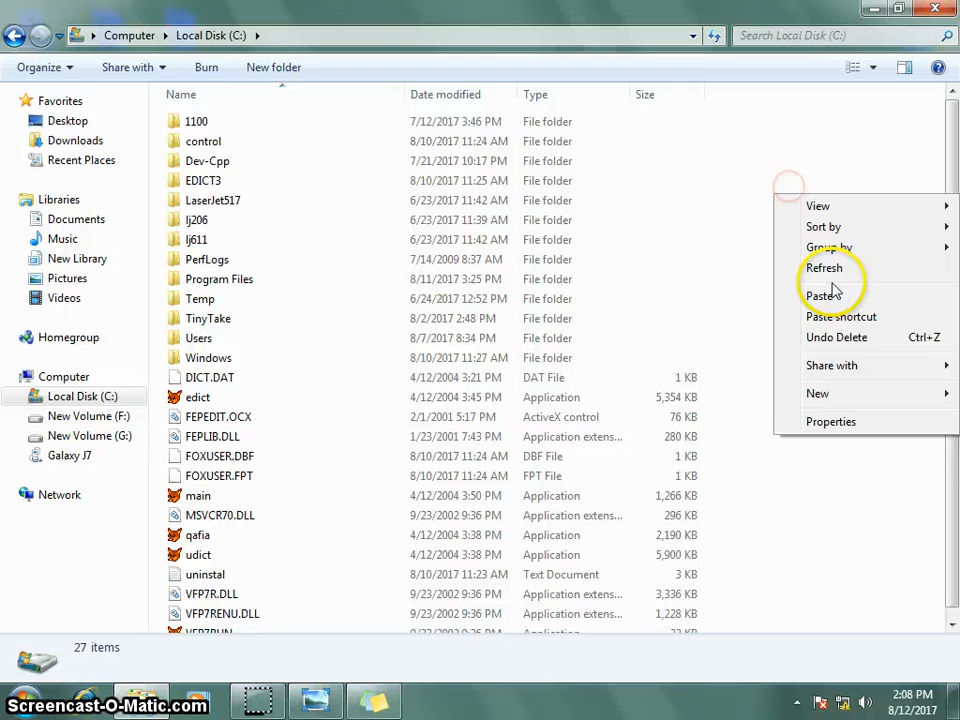 Computer Local Disk (C:) Search Local Disk (C:)
Organize Share with Burn New folder
Name Date modified Type Size
Favorites
Desktop
Downloads
Recent Places
Libraries
Documents
Music
New Library
Pictures
Videos
Homegroup
Computer
Local Disk (C:)
New Volume (F:)
New Volume (G:)
Galaxy J7
Network
1100 7/12/2017 3:46 PM File folder
control 8/10/2017 11:24 AM File folder
Dev-Cpp 7/21/2017 10:17 PM File folder
EDICT3 8/10/2017 11:25 AM File folder
LaserJet517 6/23/2017 11:42 AM File folder
lj206 6/23/2017 11:39 AM File folder
lj611 6/23/2017 11:42 AM File folder
PerfLogs 7/14/2009 8:37 AM File folder
Program Files 8/11/2017 3:25 PM File folder
Temp 6/24/2017 12:52 PM File folder
TinyTake 8/2/2017 2:48 PM File folder
Users 8/7/2017 8:34 PM File folder
Windows 8/10/2017 11:27 AM File folder
DICT.DAT 4/12/2004 3:21 PM DAT File 1 KB
edict 4/12/2004 3:45 PM Application 5,354 KB
FEPEDIT.OCX 2/1/2001 5:17 PM ActiveX control 76 KB
FEPLIB.DLL 1/23/2001 7:43 PM Application extens... 280 KB
FOXUSER.DBF 8/10/2017 11:24 AM DBF File 1 KB
FOXUSER.FPT 8/10/2017 11:24 AM FPT File 1 KB
main 4/12/2004 3:50 PM Application 1,266 KB
MSVCR70.DLL 9/23/2002 9:36 PM Application extens... 296 KB
qafia 4/12/2004 3:38 PM Application 2,190 KB
udict 4/12/2004 3:38 PM Application 5,900 KB
uninstal 8/10/2017 11:23 AM Text Document 3 KB
VFP7R.DLL 9/23/2002 9:36 PM Application extens... 3,336 KB
VFP7RENU.DLL 9/23/2002 9:36 PM Application extens... 1,228 KB
VFP7RUN 9/23/2002 9:36 PM Application
View
Sort by
Group by
Refresh
Paste
Paste shortcut
Undo Delete Ctrl+Z
Share with
New
Properties
27 items
Screencast-O-Matic.com
2:08 PM
8/12/2017